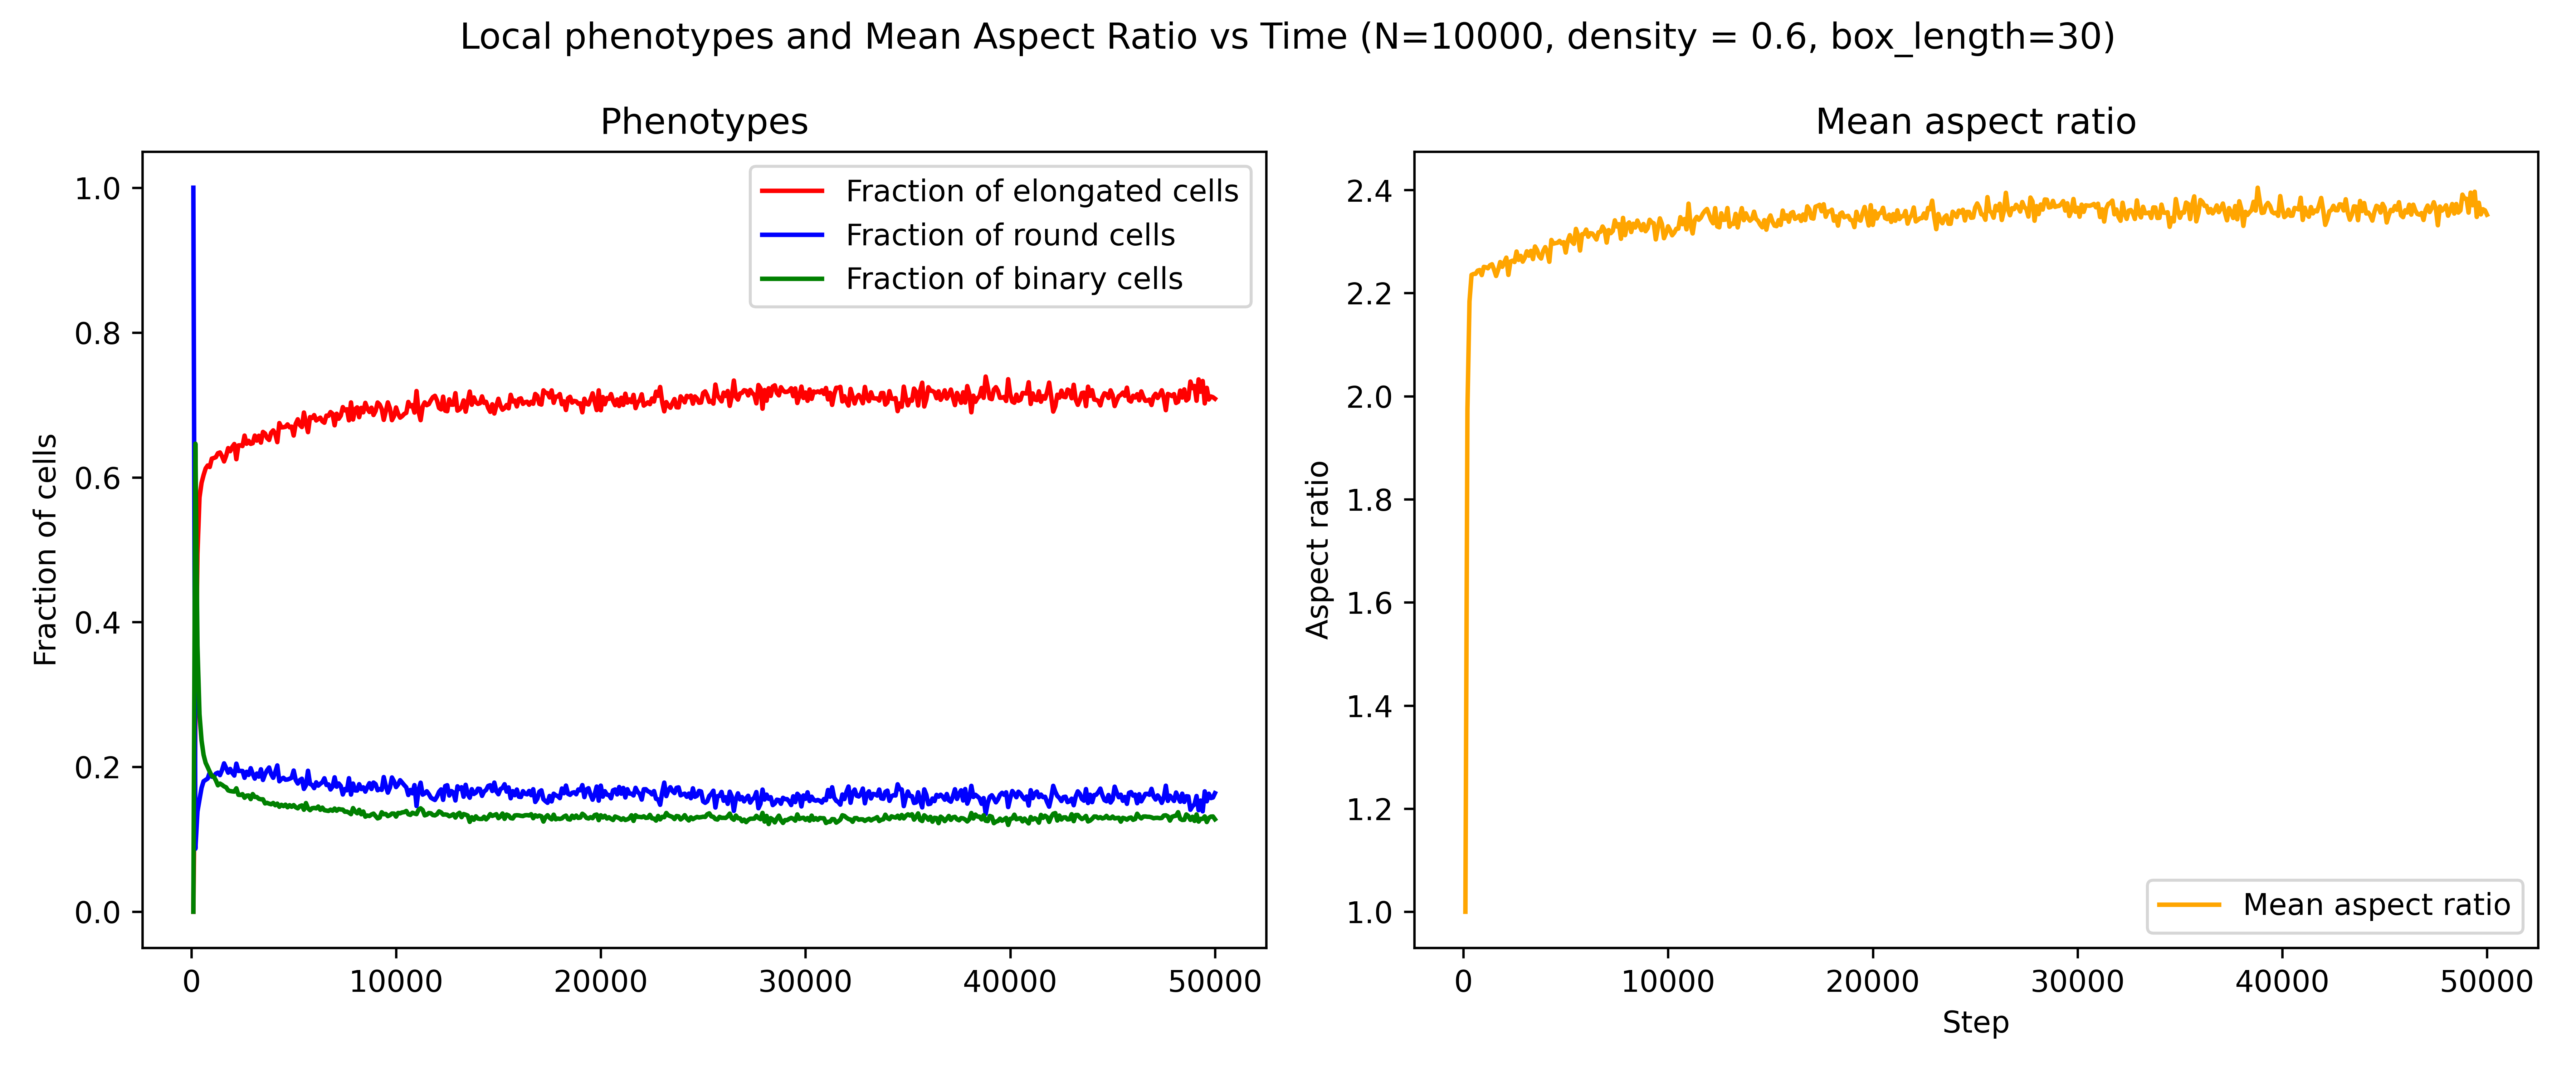 Local phenotypes and Mean Aspect Ratio vs Time (N=10000, density = 0.6, box_length=30)
Phenotypes
Fraction of cells
1.0
0.8
0.6
0.4
0.2
0.0
Fraction of elongated cells
Fraction of round cells
Fraction of binary cells
0 10000 20000 30000 40000 50000
Mean aspect ratio
Aspect ratio
2.4
2.2
2.0
1.8
1.6
1.4
1.2
1.0
Mean aspect ratio
0 10000 20000 30000 40000 50000
Step